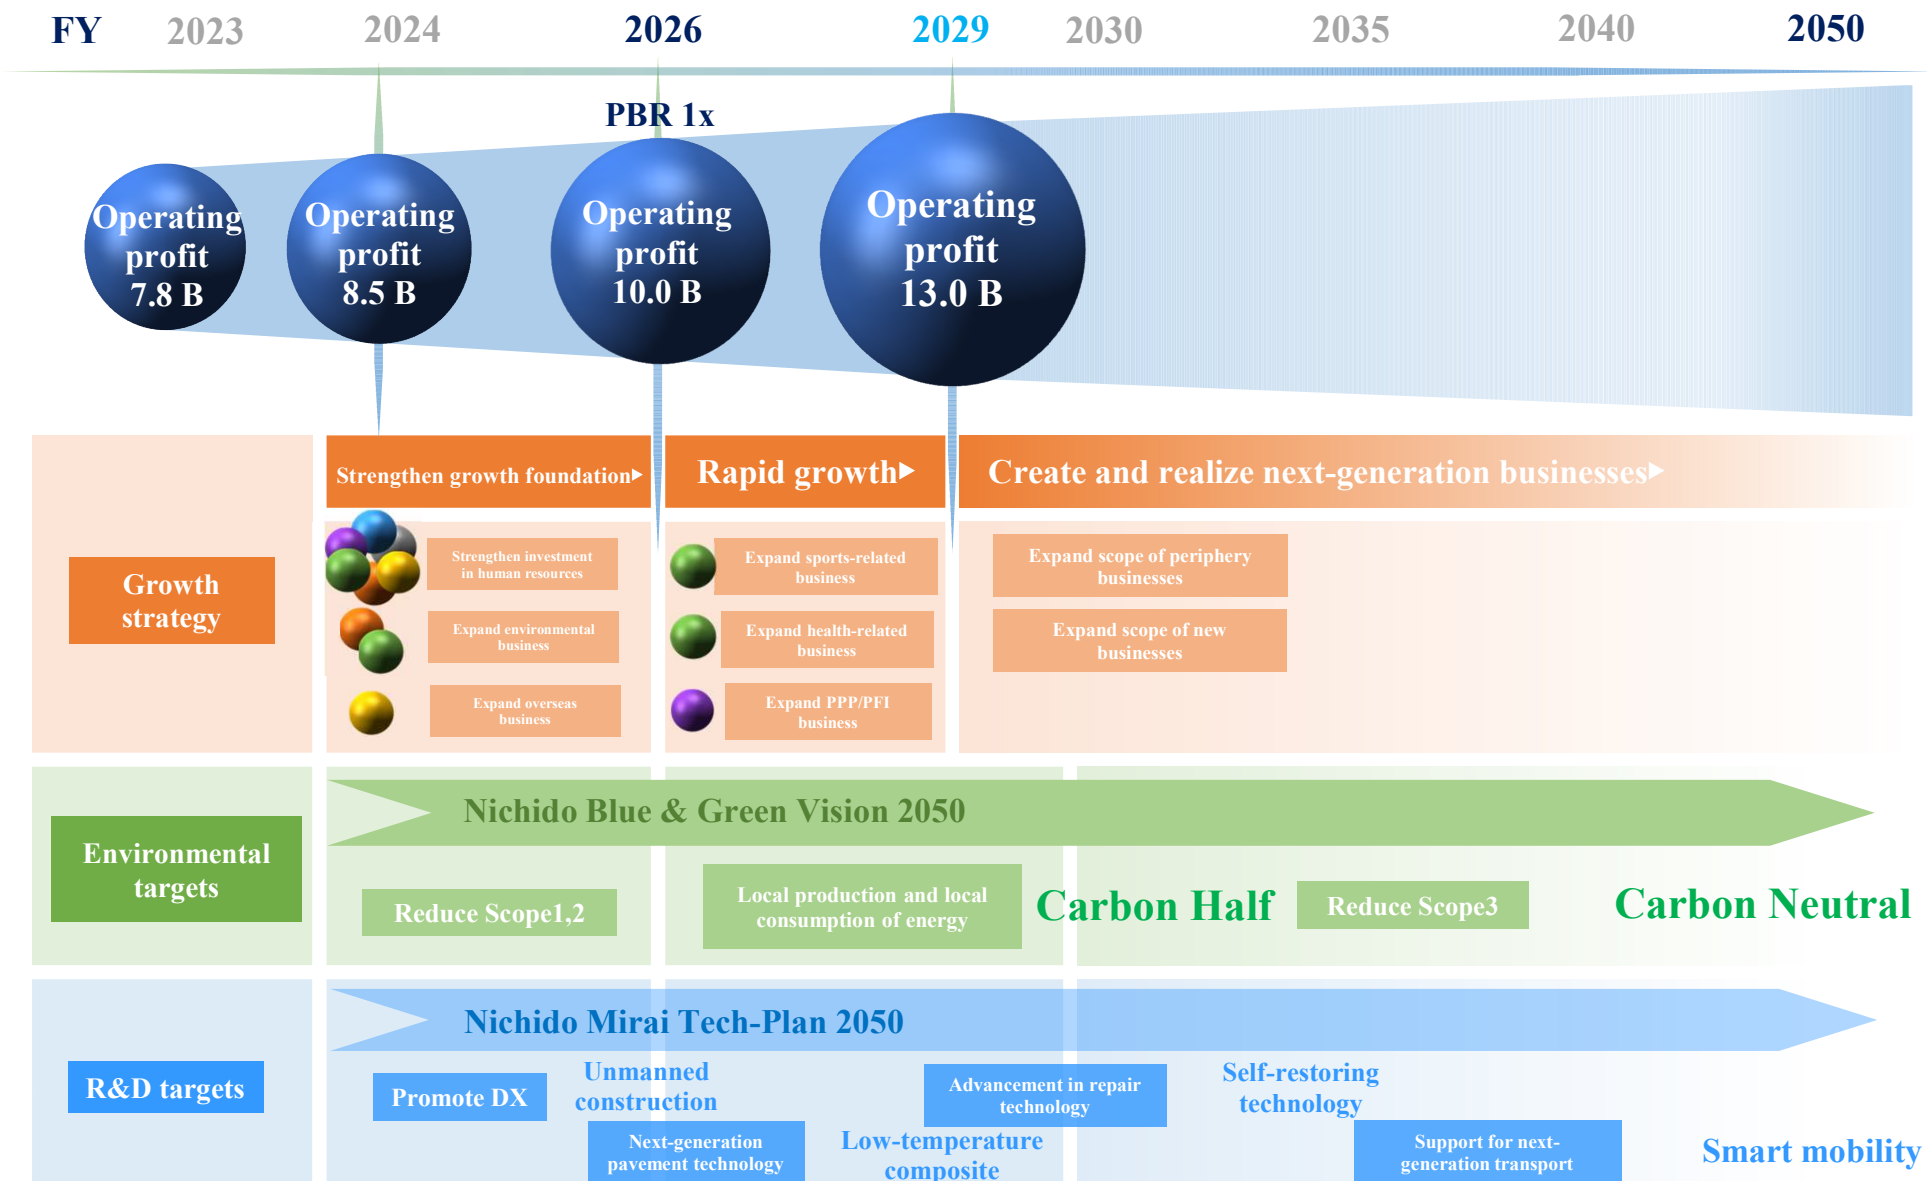 FY 2023 2024 2026 2029 2030 2035 2040 2050
PBR 1x
Operating
profit
7.8 B
Operating
profit
8.5 B
Operating
profit
10.0 B
Operating
profit
13.0 B
Growth
strategy
Strengthen growth foundation
Rapid growth
Create and realize next-generation businesses
Strengthen investment
in human resources
Expand environmental
business
Expand overseas
business
Expand sports-related
business
Expand health-related
business
Expand PPP/PFI
business
Expand scope of periphery
businesses
Expand scope of new
businesses
Environmental
targets
Nichido Blue & Green Vision 2050
Reduce Scope1,2
Local production and local
consumption of energy
Carbon Half
Reduce Scope3
Carbon Neutral
R&D targets
Nichido Mirai Tech-Plan 2050
Promote DX
Unmanned
construction
Next-generation
pavement technology
Low-temperature
composite
Advancement in repair
technology
Self-restoring
technology
Support for next-
generation transport
Smart mobility